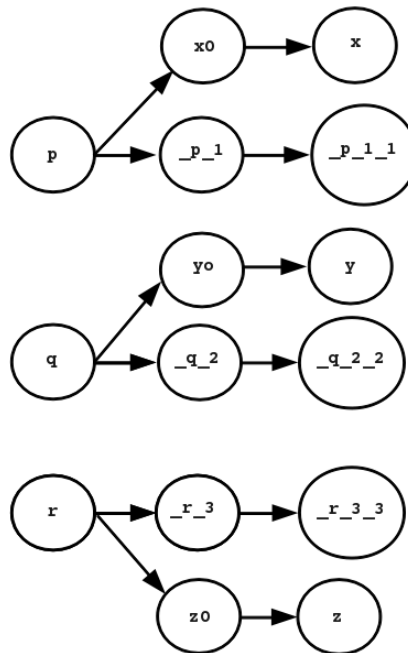 x0 x
p _p_1 _p_1_1
yo y
q _q_2 _q_2_2
r _r_3 _r_3_3
z0 z